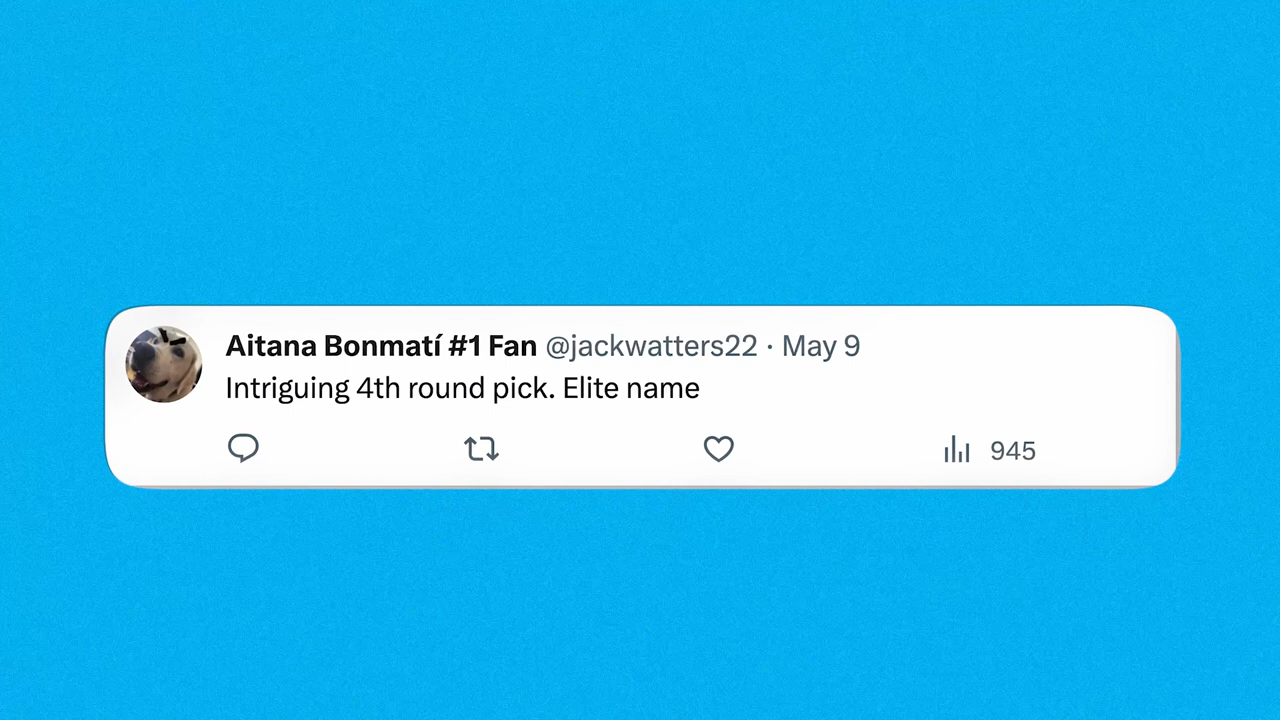 Aitana Bonmatí #1 Fan @jackwatters22 · May 9
Intriguing 4th round pick. Elite name
945